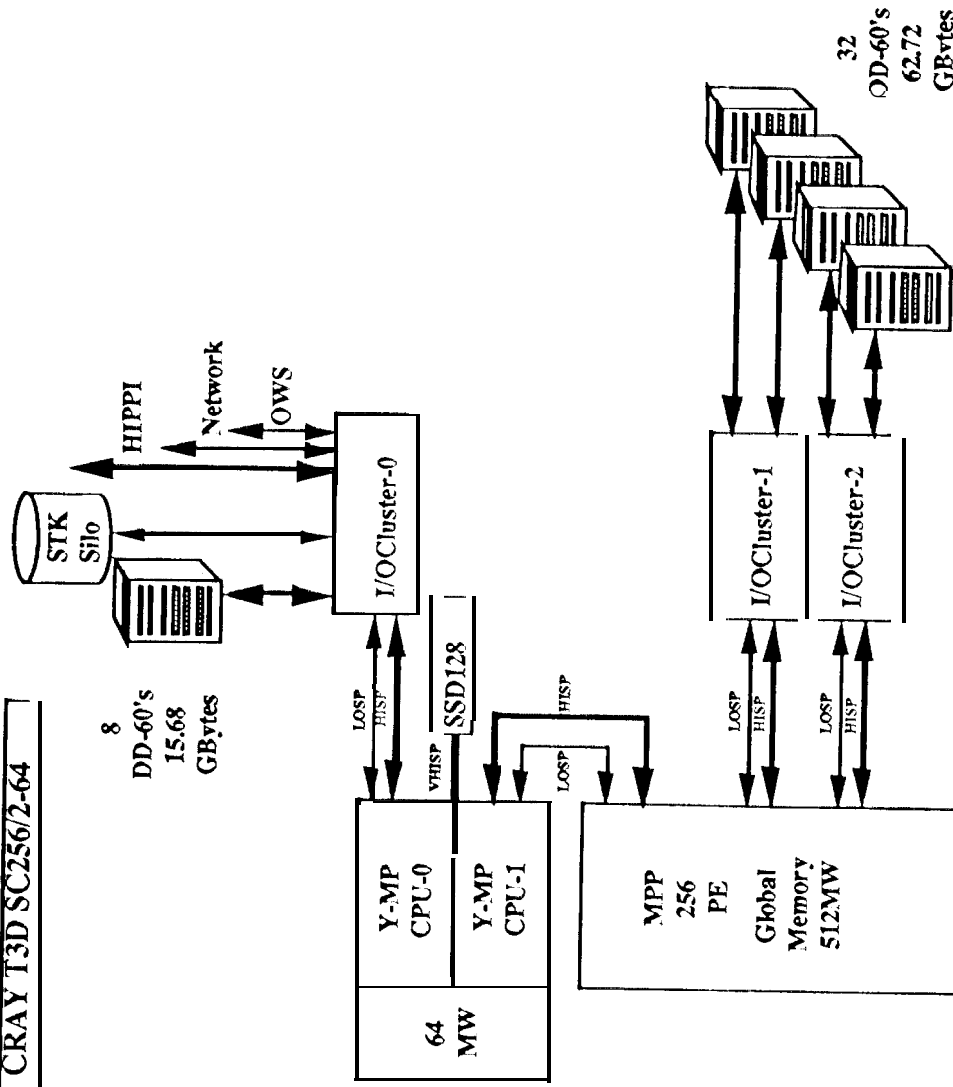 CRAY T3D SC256/2-64
STK
Silo
HIPPI
Network
OWS
8
DD-60's
15.68
GBytes
I/OCluster-0
LOSP
HISP
SSD128
VHISP
HISP
LOSP
64
MW
Y-MP
CPU-0
Y-MP
CPU-1
MPP
256
PE
Global
Memory
512MW
LOSP
HISP
LOSP
HISP
I/OCluster-1
I/OCluster-2
32
DD-60's
62.72
GBytes